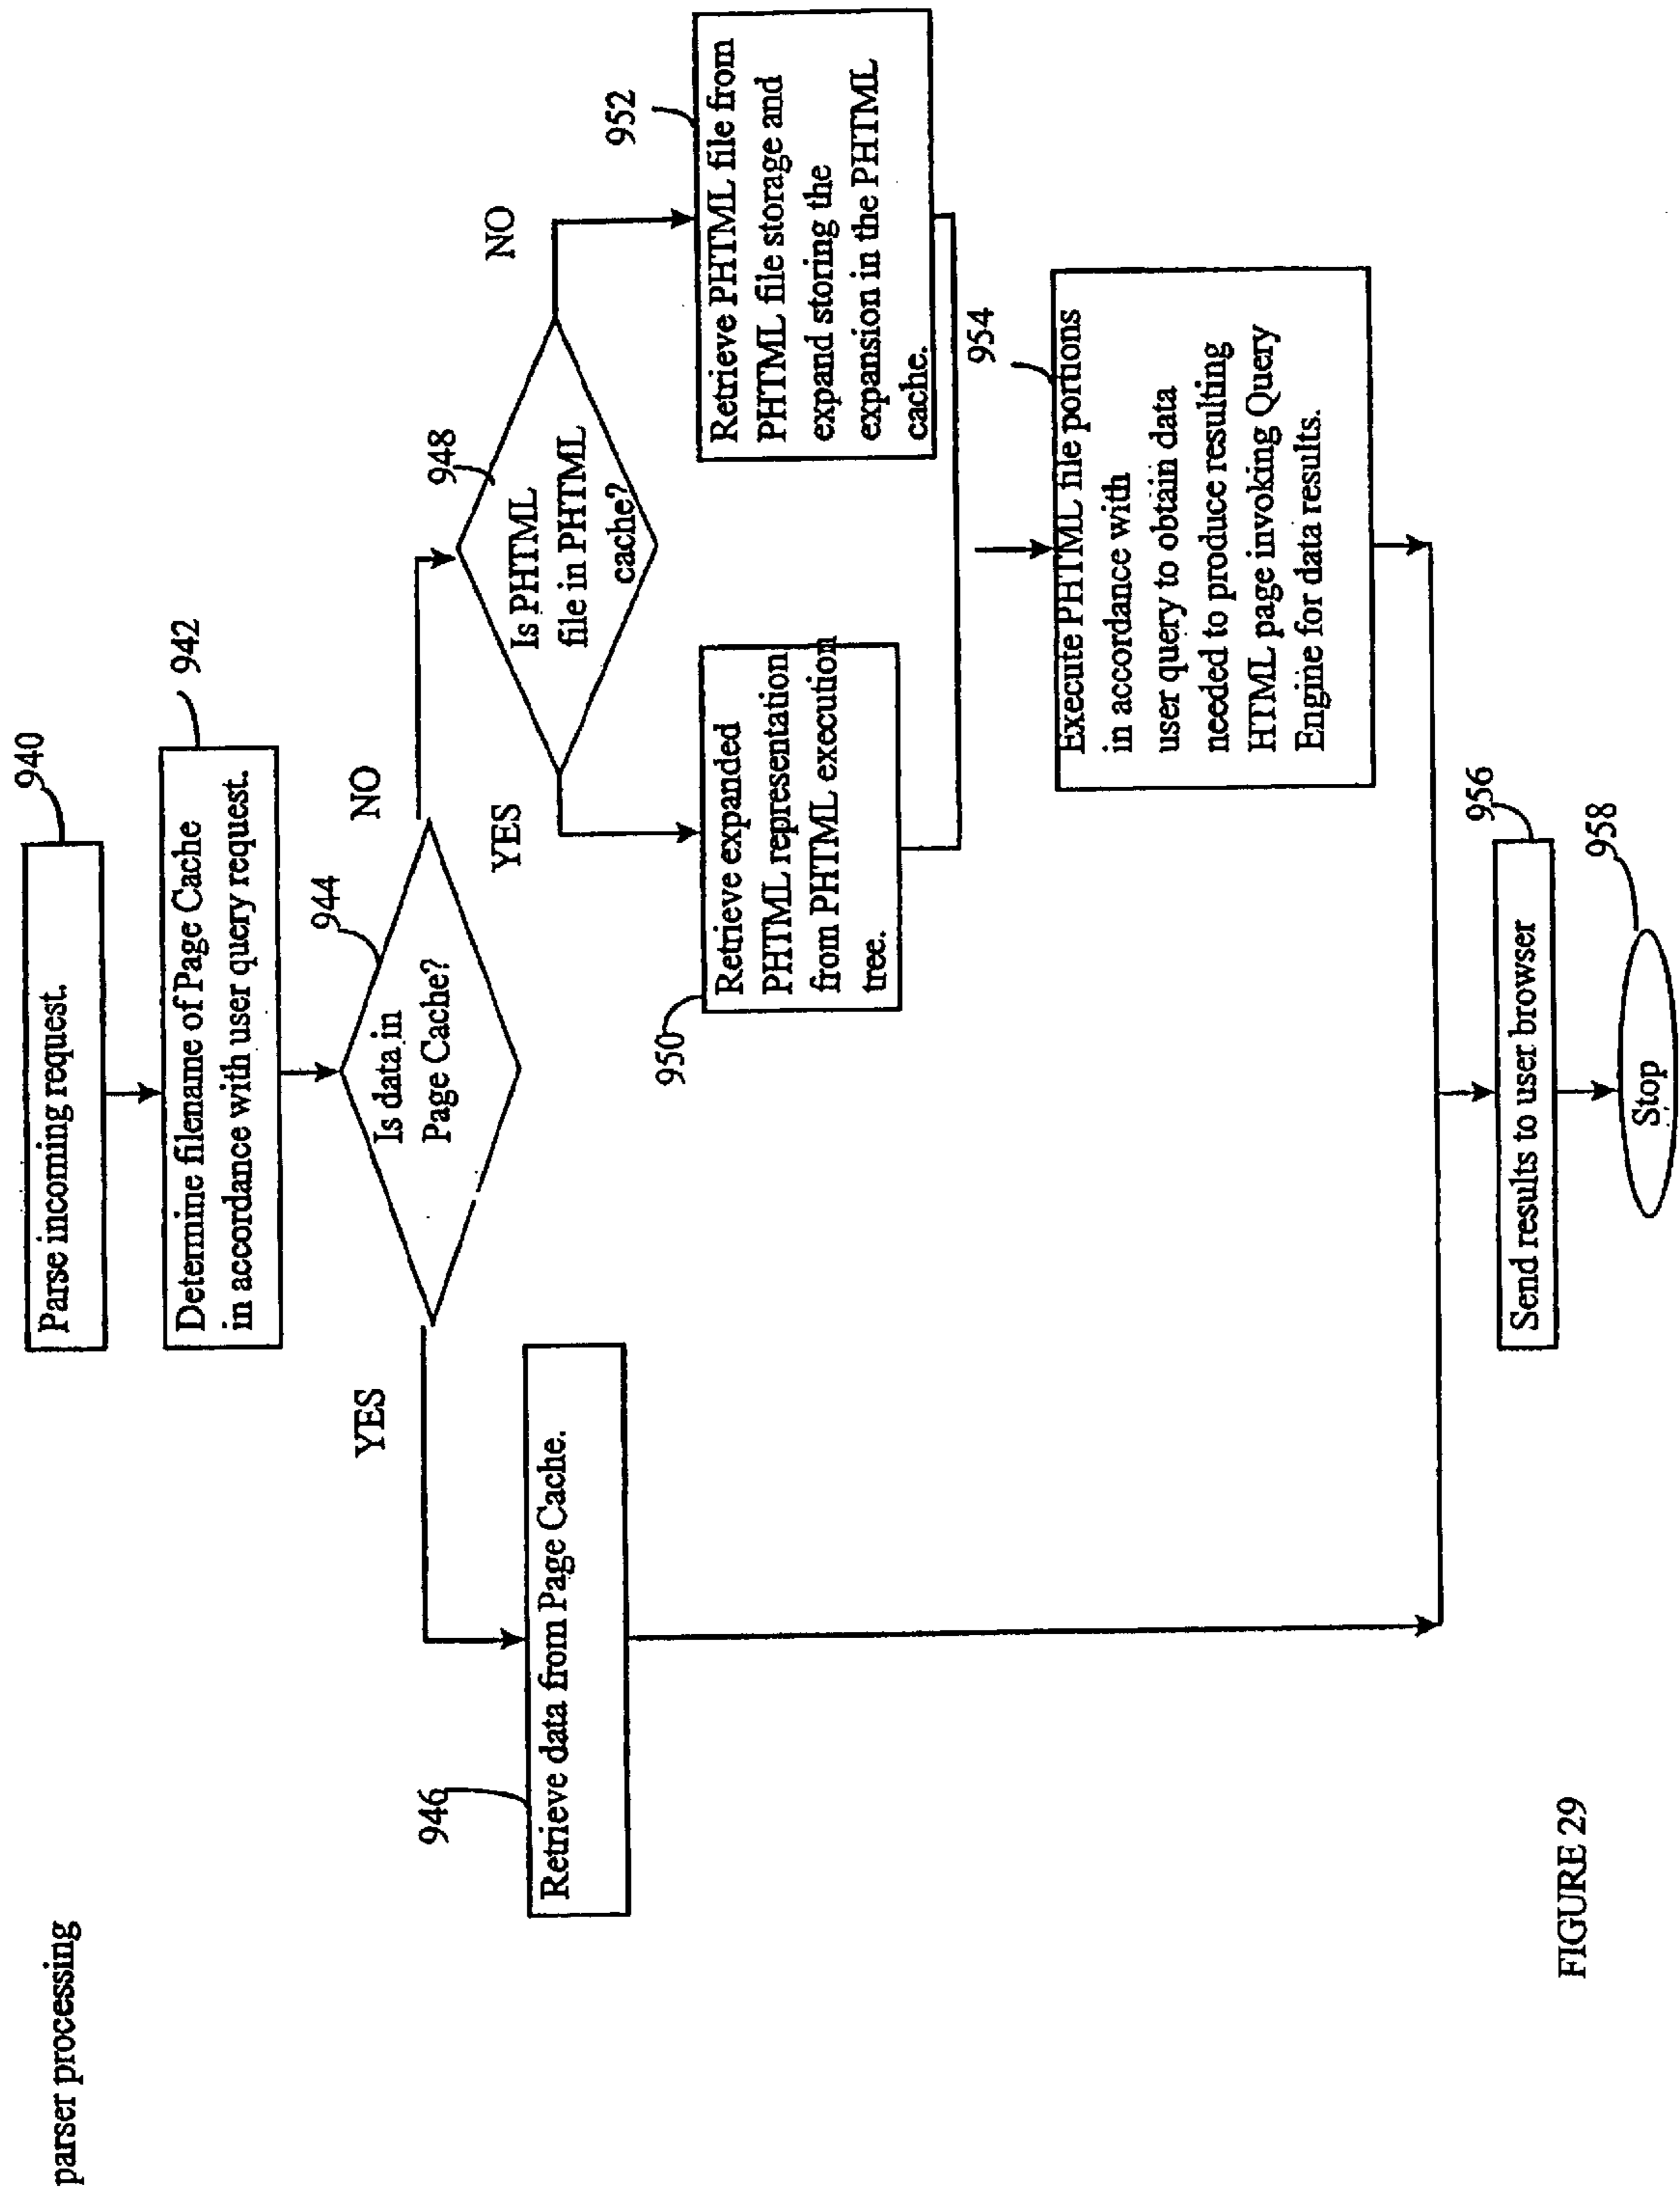 parser processing
940
Parse incoming request.
942
Determine filename of Page Cache
in accordance with user query request.
944
Is data in
Page Cache?
YES
NO
946
Retrieve data from Page Cache.
948
Is PHTML
file in PHTML
cache?
YES
NO
950
Retrieve expanded
PHTML representation
from PHTML execution
tree.
952
Retrieve PHTML file from
PHTML file storage and
expand storing the
expansion in the PHTML
cache.
954
Execute PHTML file portions
in accordance with
user query to obtain data
needed to produce resulting
HTML page invoking Query
Engine for data results.
956
Send results to user browser
958
Stop
FIGURE 29